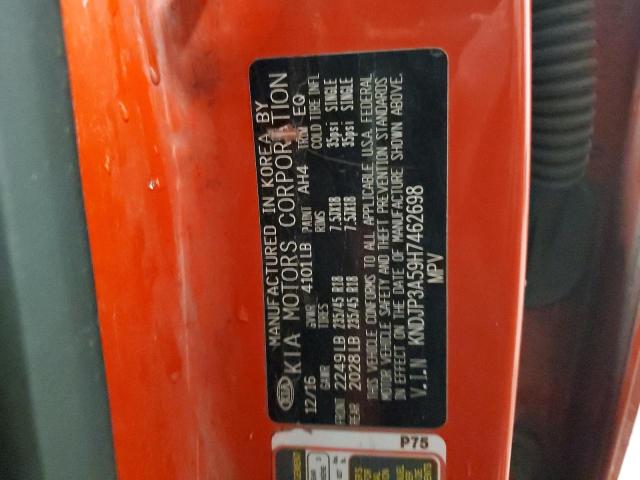 MANUFACTURED IN KOREA BY
KIA KIA MOTORS CORPORATION
12/16 GVWR 4101LB PAINT AH4 TRIM EQ
GAWR TIRES RIMS COLD TIRE INFL
FRONT 2249LB 235/45 R18 7.5JX18 35psi SINGLE
REAR 2028LB 235/45 R18 7.5JX18 35psi SINGLE
THIS VEHICLE CONFORMS TO ALL APPLICABLE U.S.A. FEDERAL
MOTOR VEHICLE SAFETY AND THEFT PREVENTION STANDARDS
IN EFFECT ON THE DATE OF MANUFACTURE SHOWN ABOVE.
V.I.N KNDJP3A59H7462698
MPV
P75